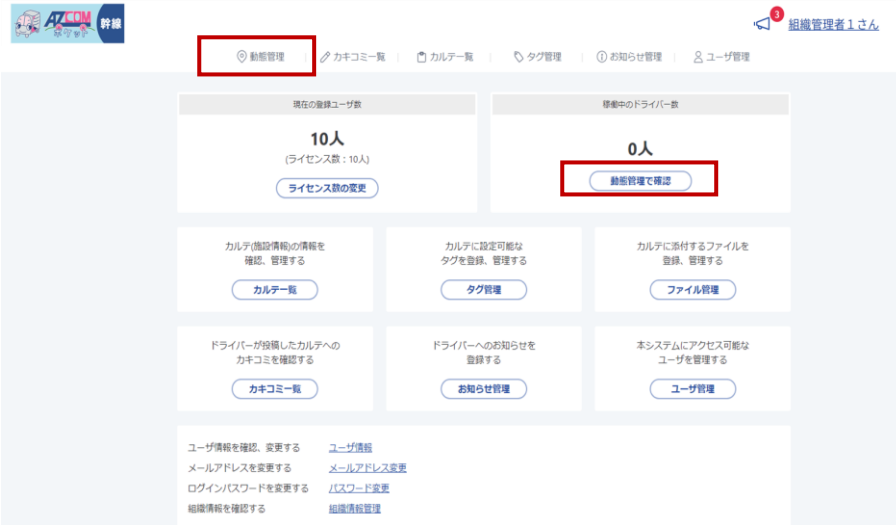 AZCOM
幹線
3
組織管理者１さん
動態管理
カキコミ一覧
カルテ一覧
タグ管理
お知らせ管理
ユーザ管理
現在の登録ユーザ数
10人
(ライセンス数：10人)
ライセンス数の変更
稼働中のドライバー数
0人
動態管理で確認
カルテ(施設情報)の情報を
確認、管理する
カルテ一覧
カルテに設定可能な
タグを登録、管理する
タグ管理
カルテに添付するファイルを
登録、管理する
ファイル管理
ドライバーが投稿したカルテへの
カキコミを確認する
カキコミ一覧
ドライバーへのお知らせを
登録する
お知らせ管理
本システムにアクセス可能な
ユーザを管理する
ユーザ管理
ユーザ情報を確認、変更する ユーザ情報
メールアドレスを変更する メールアドレス変更
ログインパスワードを変更する パスワード変更
組織情報を確認する 組織情報管理